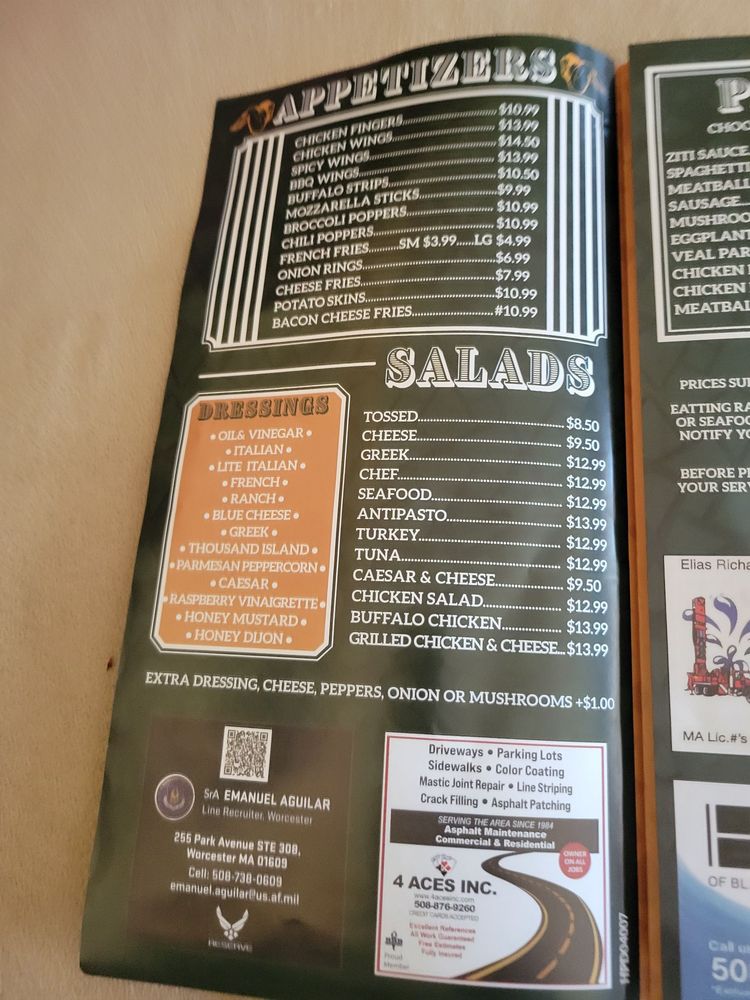 APPETIZERS
CHICKEN FINGERS........................$10.99
CHICKEN WINGS........................$13.99
SPICY WINGS........................$14.50
BBQ WINGS........................$13.99
BUFFALO STRIPS........................$10.50
MOZZARELLA STICKS........................$9.99
BROCCOLI POPPERS........................$10.99
CHILI POPPERS........................$10.99
FRENCH FRIES........SM $3.99.....LG $4.99
ONION RINGS........................$6.99
CHEESE FRIES........................$7.99
POTATO SKINS........................$10.99
BACON CHEESE FRIES........................#10.99
SALADS
DRESSINGS
• OIL& VINEGAR •
• ITALIAN •
• LITE ITALIAN •
• FRENCH •
• RANCH •
• BLUE CHEESE •
• GREEK •
• THOUSAND ISLAND •
• PARMESAN PEPPERCORN •
• CAESAR •
• RASPBERRY VINAIGRETTE •
• HONEY MUSTARD •
• HONEY DIJON •
TOSSED........................$8.50
CHEESE........................$9.50
GREEK........................$12.99
CHEF........................$12.99
SEAFOOD........................$12.99
ANTIPASTO........................$13.99
TURKEY........................$12.99
TUNA........................$12.99
CAESAR & CHEESE........................$9.50
CHICKEN SALAD........................$12.99
BUFFALO CHICKEN........................$13.99
GRILLED CHICKEN & CHEESE...$13.99
EXTRA DRESSING, CHEESE, PEPPERS, ONION OR MUSHROOMS +$1.00
SrA EMANUEL AGUILAR
Line Recruiter, Worcester
255 Park Avenue STE 308,
Worcester MA 01609
Cell: 508-738-0609
emanuel.aguilar@us.af.mil
RESERVE
Driveways • Parking Lots
Sidewalks • Color Coating
Mastic Joint Repair • Line Striping
Crack Filling • Asphalt Patching
SERVING THE AREA SINCE 1984
Asphalt Maintenance
Commercial & Residential
OWNER
ON ALL
JOBS
4 ACES INC.
www.4acesinc.com
508-876-9260
CREDIT CARDS ACCEPTED
Excellent References
All Work Guaranteed
Free Estimates
Fully Insured
BBB
Proud
Member
HPD04007
P
CHOO
ZITI SAUCE
SPAGHETTI
MEATBALL
SAUSAGE
MUSHROO
EGGPLANT
VEAL PAR
CHICKEN
CHICKEN
MEATBAL
PRICES SU
EATTING RA
OR SEAFOO
NOTIFY YO
BEFORE P
YOUR SERV
Elias Richa
MA Lic.#'s
OF BL
Call
50